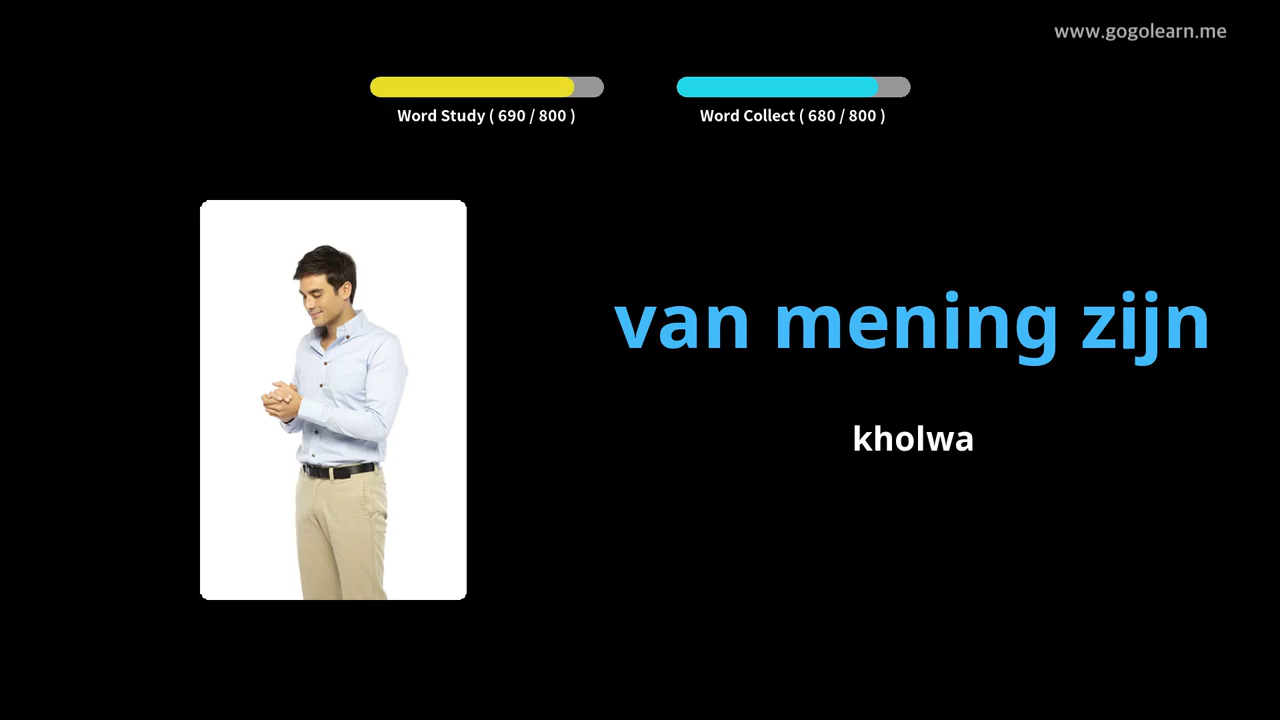 www.gogolearn.me
Word Study ( 690 / 800 )
Word Collect ( 680 / 800 )
van mening zijn
kholwa